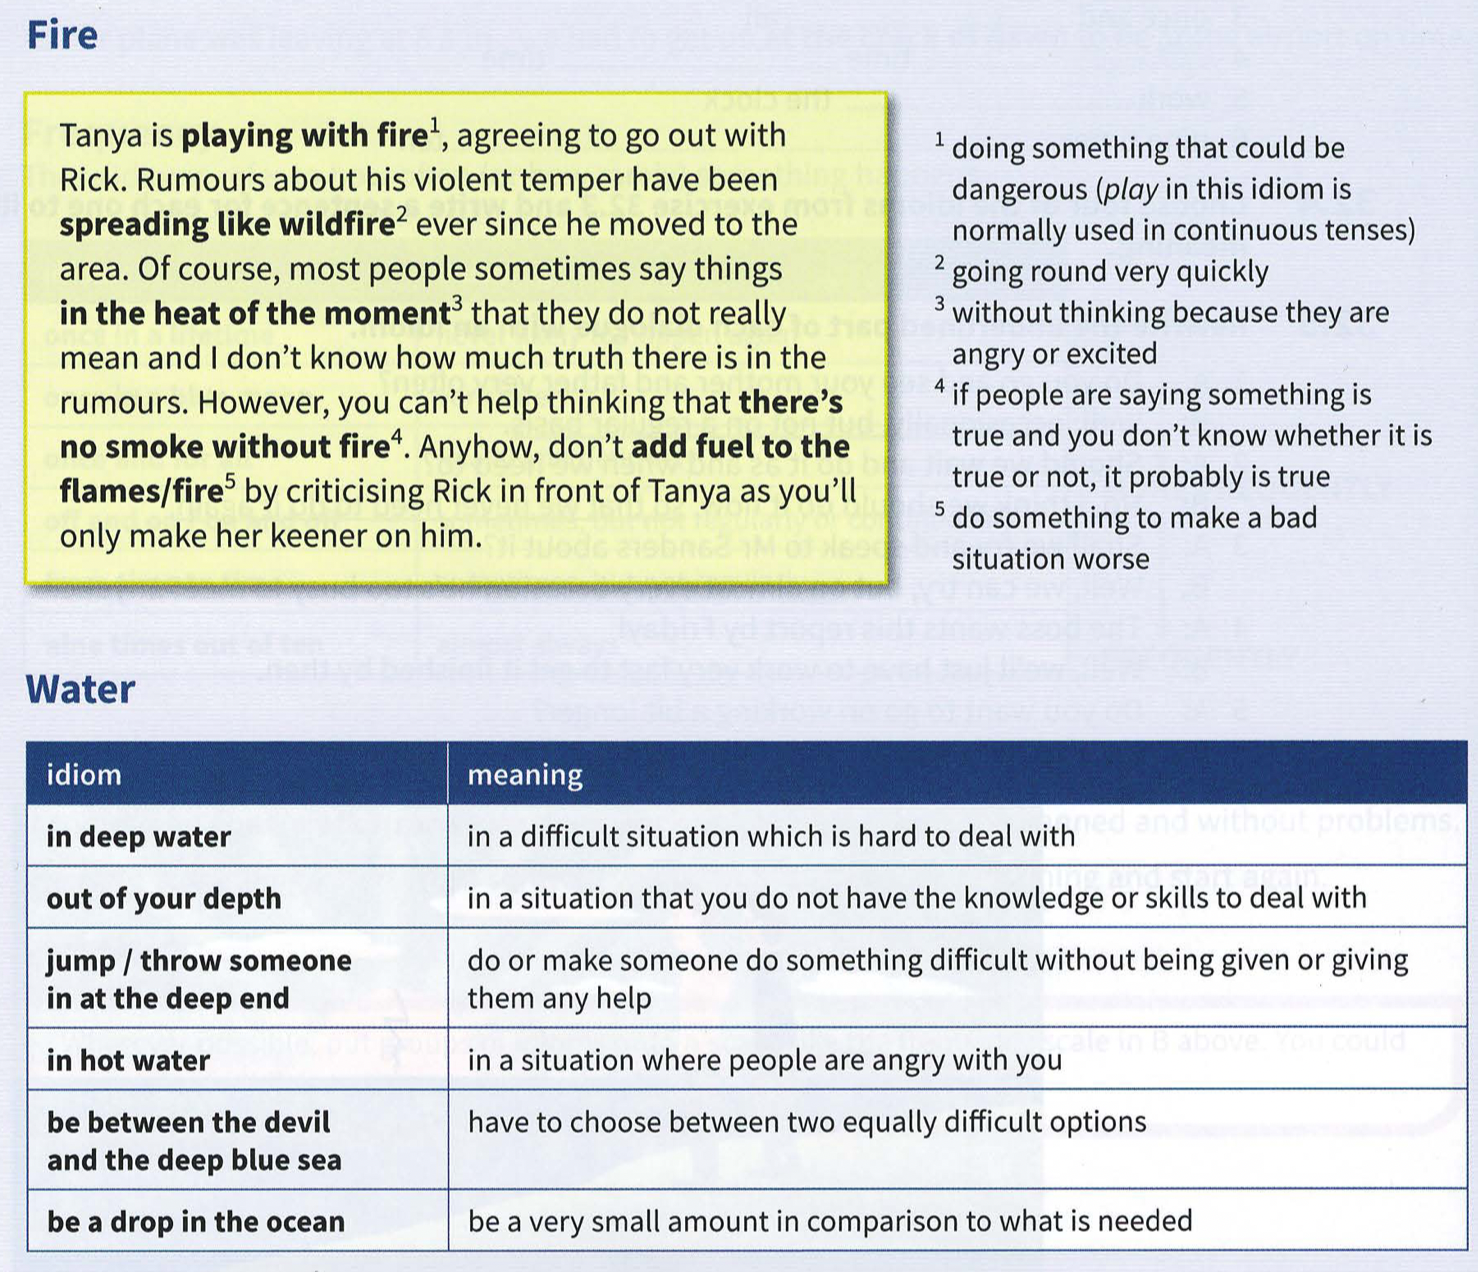 Fire
Tanya is playing with fire¹, agreeing to go out with
Rick. Rumours about his violent temper have been
spreading like wildfire² ever since he moved to the
area. Of course, most people sometimes say things
in the heat of the moment³ that they do not really
mean and I don't know how much truth there is in the
rumours. However, you can't help thinking that there's
no smoke without fire⁴. Anyhow, don't add fuel to the
flames/fire⁵ by criticising Rick in front of Tanya as you'll
only make her keener on him.
¹ doing something that could be
dangerous (play in this idiom is
normally used in continuous tenses)
² going round very quickly
³ without thinking because they are
angry or excited
⁴ if people are saying something is
true and you don't know whether it is
true or not, it probably is true
⁵ do something to make a bad
situation worse
Water
idiom meaning
in deep water in a difficult situation which is hard to deal with
out of your depth in a situation that you do not have the knowledge or skills to deal with
jump / throw someone
in at the deep end
do or make someone do something difficult without being given or giving
them any help
in hot water in a situation where people are angry with you
be between the devil
and the deep blue sea
have to choose between two equally difficult options
be a drop in the ocean be a very small amount in comparison to what is needed